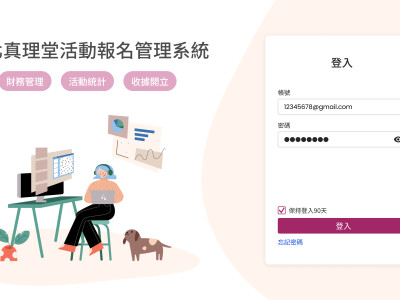 真理堂活動報名管理系統
財務管理 活動統計 收據開立
登入
帳號
12345678@gmail.com
密碼
保持登入90天
登入
忘記密碼